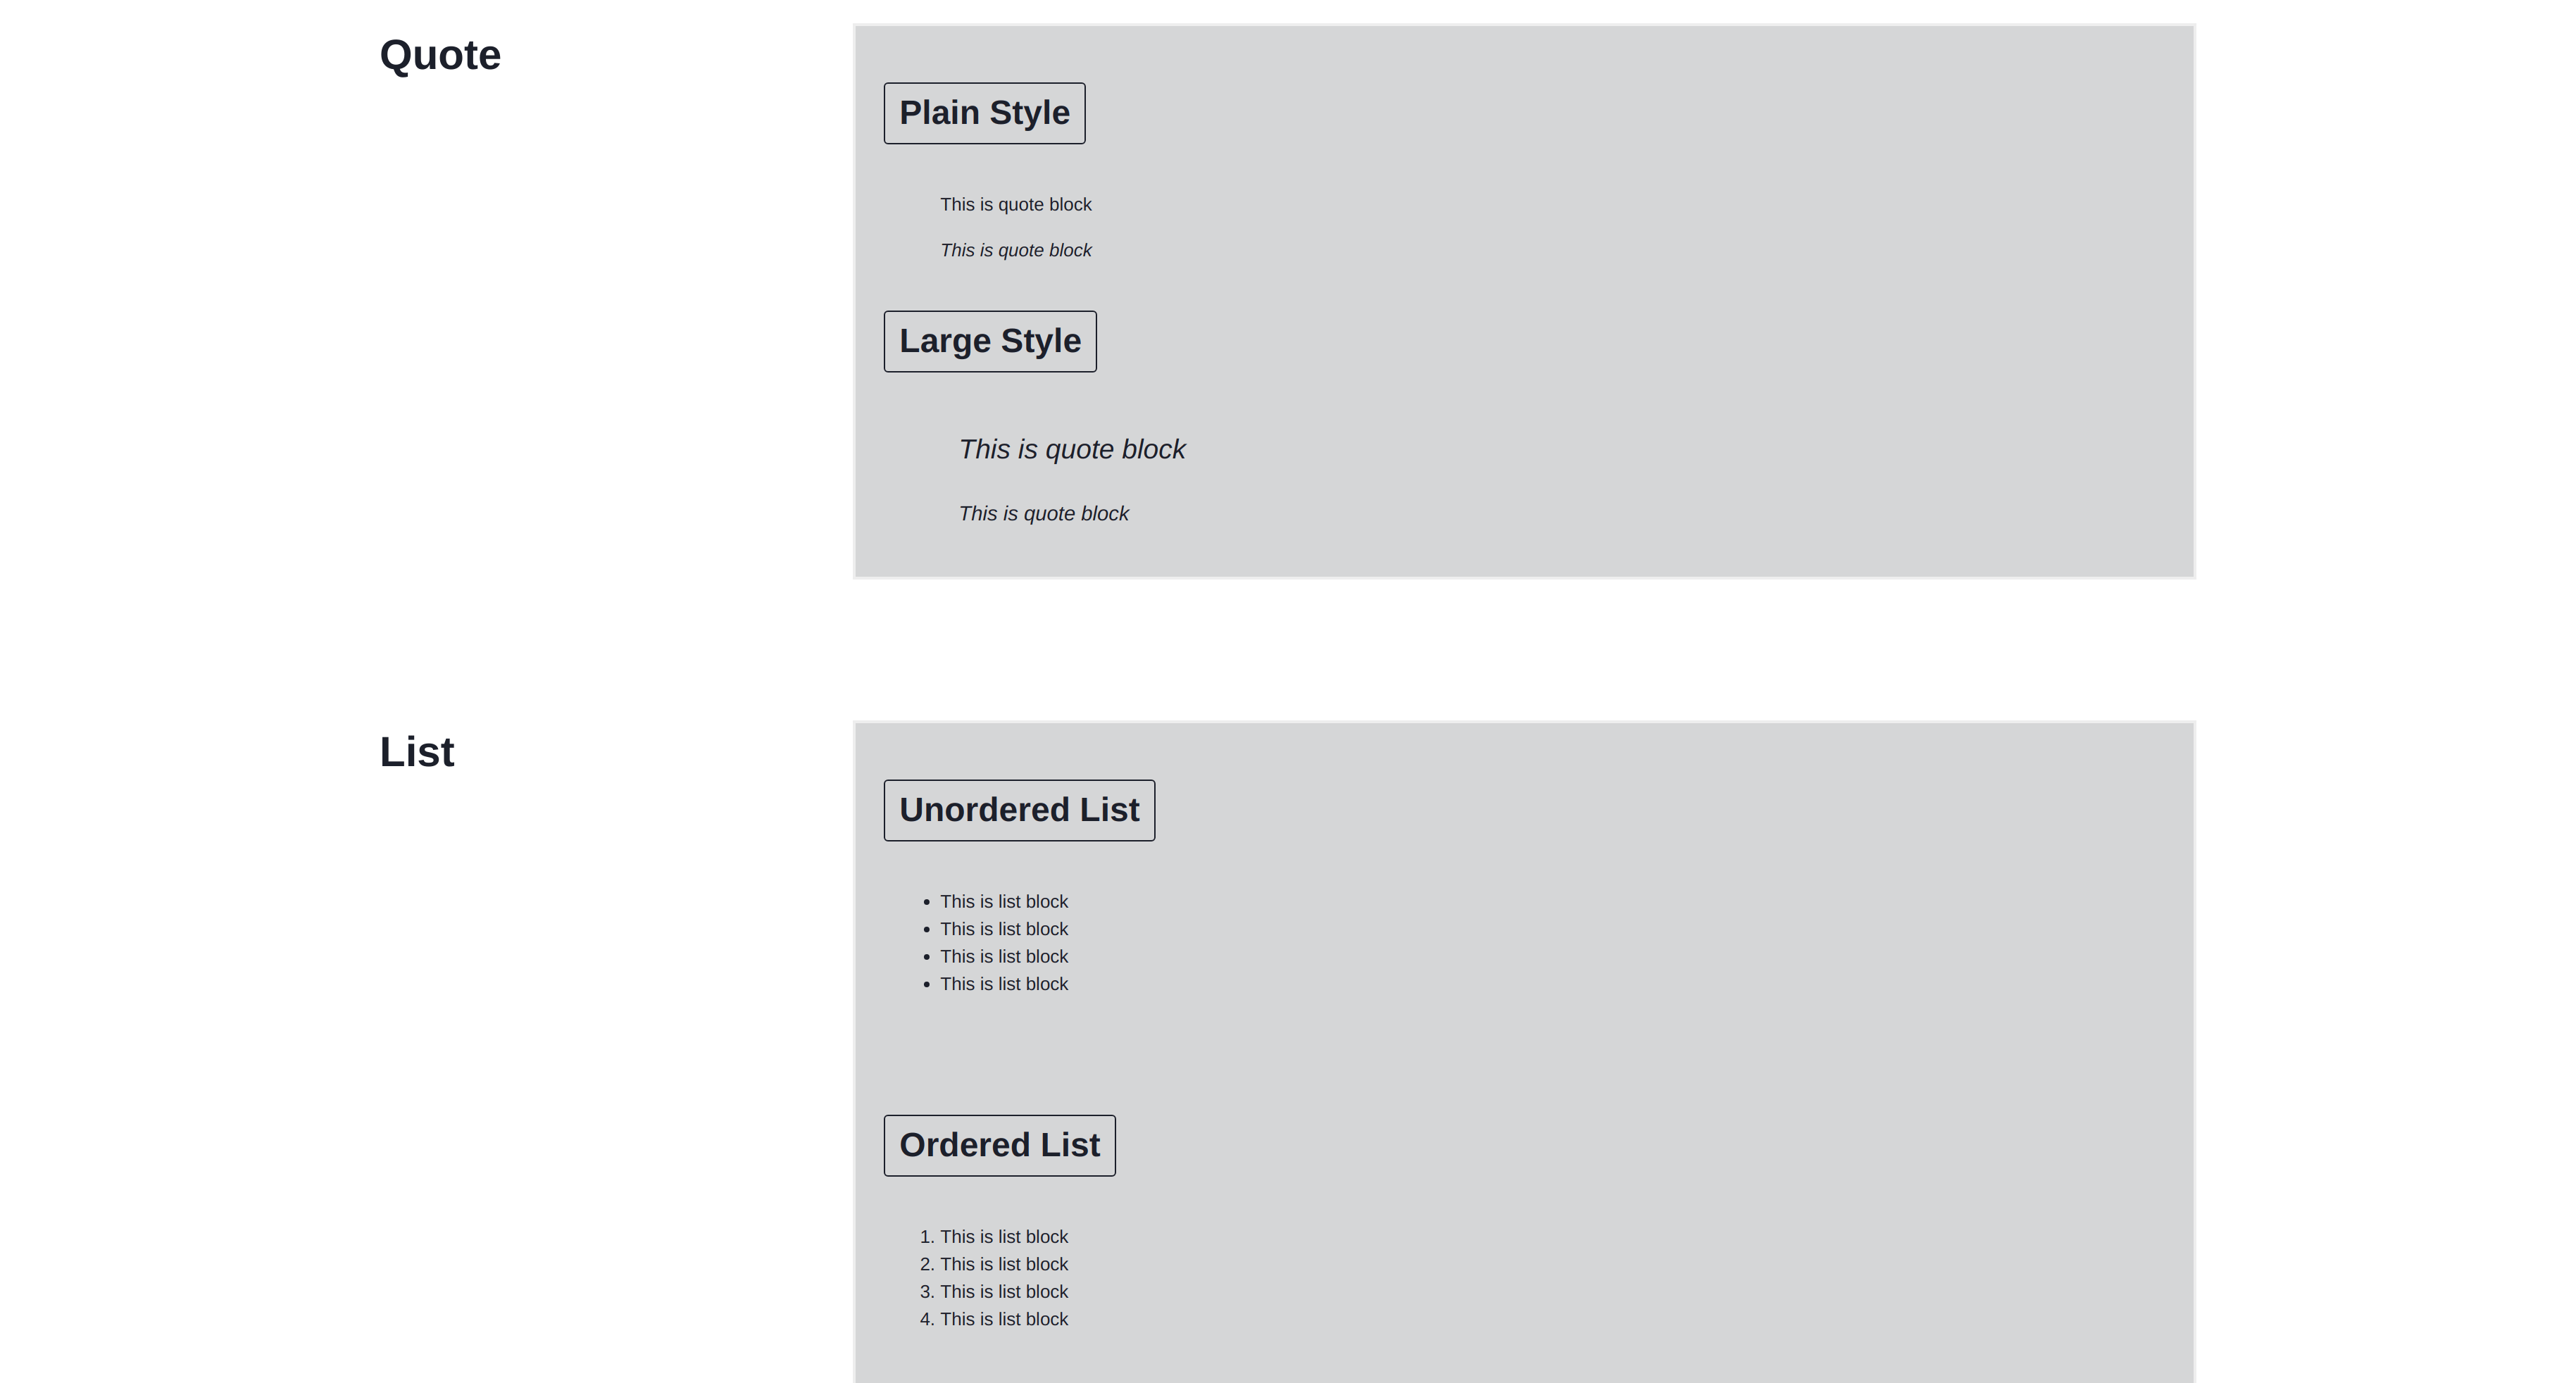 Quote
Plain Style
This is quote block
This is quote block
Large Style
This is quote block
This is quote block
List
Unordered List
• This is list block
• This is list block
• This is list block
• This is list block
Ordered List
1. This is list block
2. This is list block
3. This is list block
4. This is list block